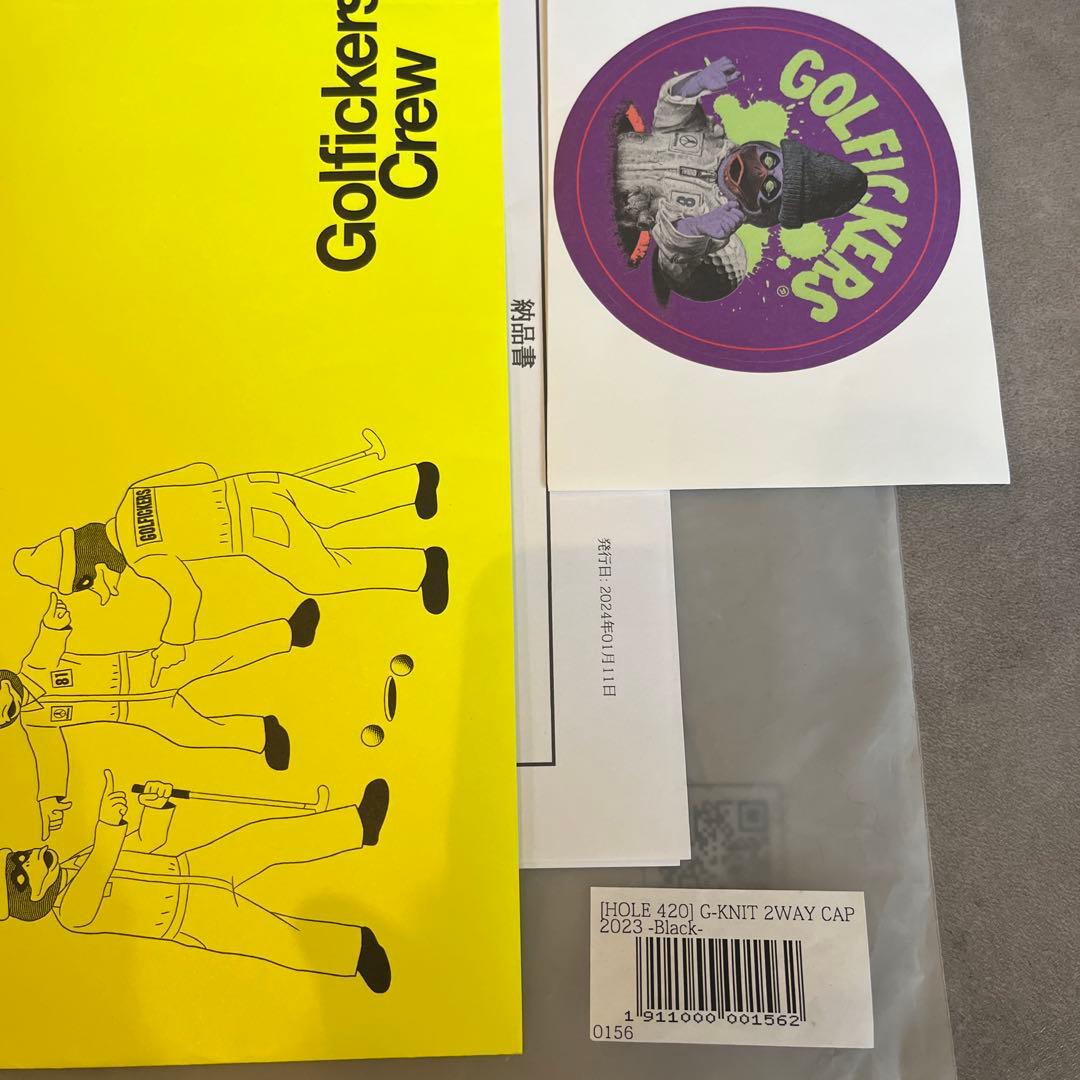 Golfickers
Crew
GOLFICKERS
81
納品書
発行日: 2024年01月11日
GOLFICKERS
®
81
[HOLE 420] G-KNIT 2WAY CAP
2023 -Black-
1 911000 001562
0156